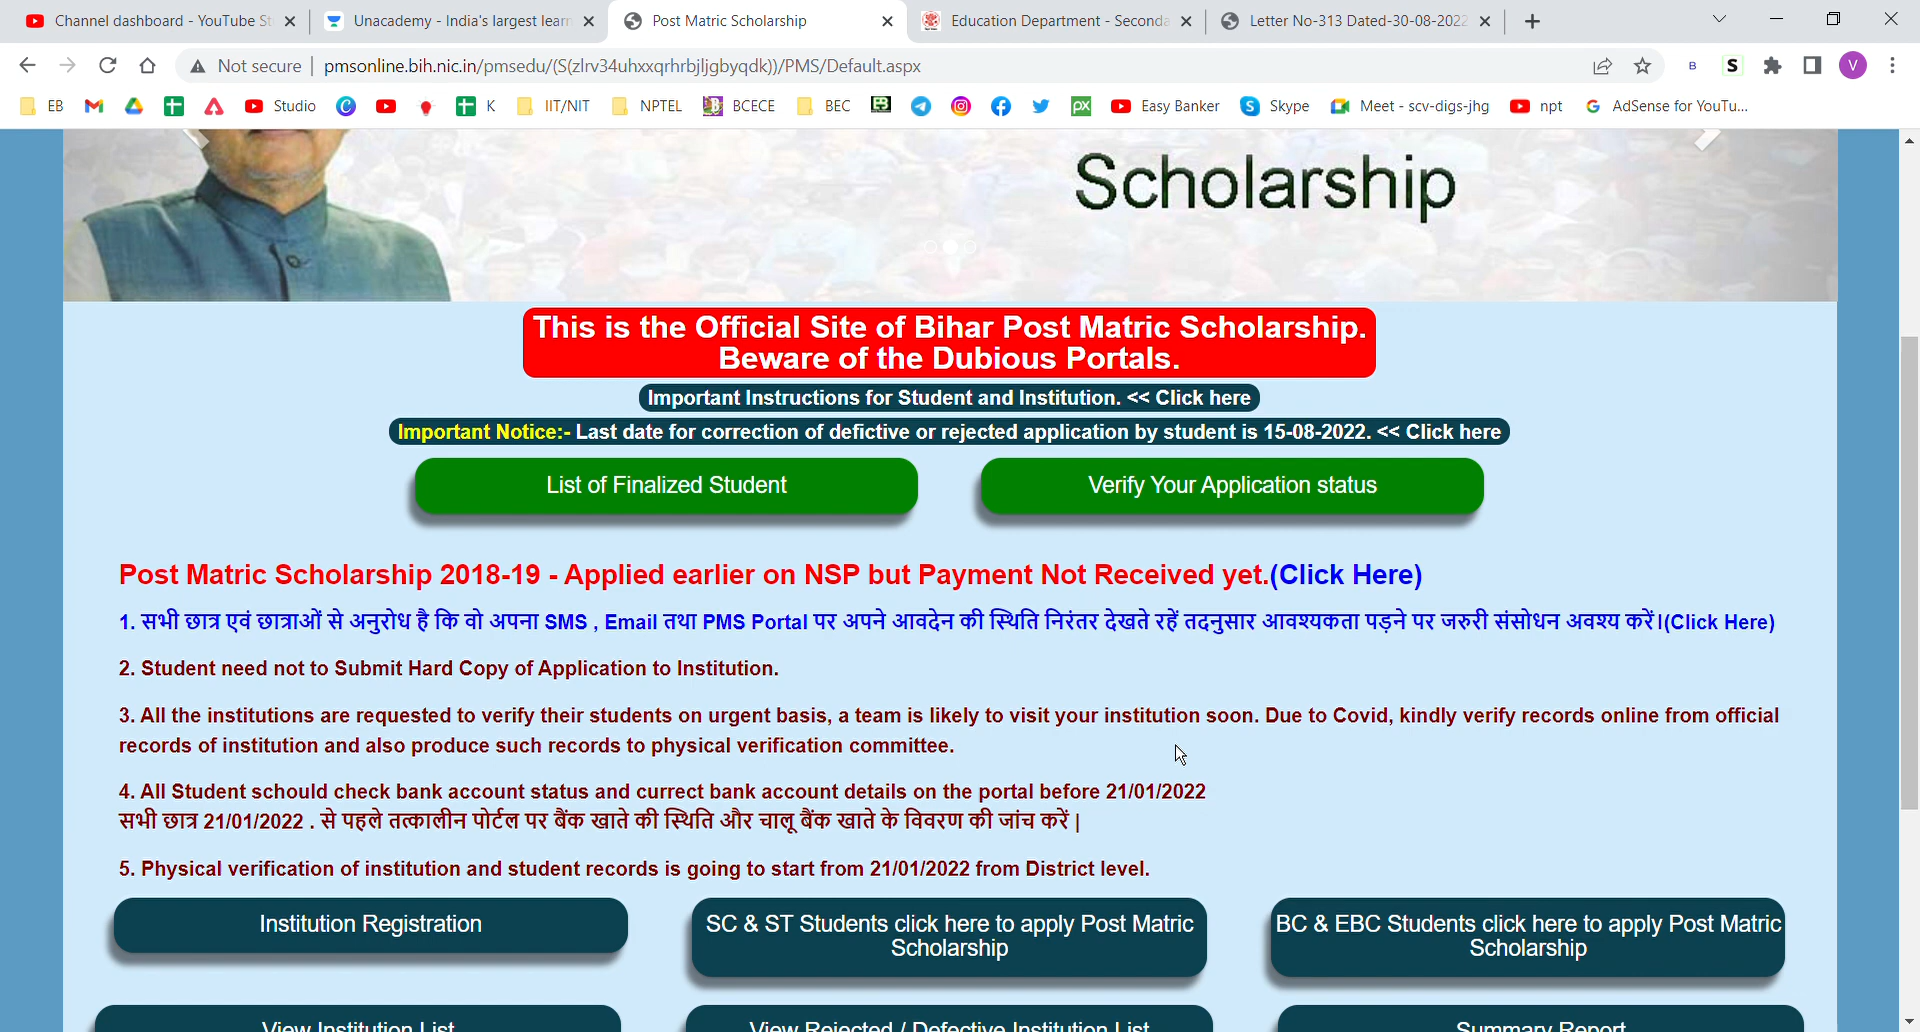 Channel dashboard - YouTube St
Unacademy - India's largest learn
Post Matric Scholarship
Education Department - Seconda
Letter No-313 Dated-30-08-2022
Not secure
pmsonline.bih.nic.in/pmsedu/(S(zlrv34uhxxqrhrbjljgbyqdk))/PMS/Default.aspx
B
S
V
EB
Studio
K
IIT/NIT
NPTEL
BCECE
BEC
Easy Banker
Skype
Meet - scv-digs-jhg
npt
AdSense for YouTu...
Scholarship
This is the Official Site of Bihar Post Matric Scholarship.
Beware of the Dubious Portals.
Important Instructions for Student and Institution. << Click here
Important Notice:- Last date for correction of defictive or rejected application by student is 15-08-2022. << Click here
List of Finalized Student
Verify Your Application status
Post Matric Scholarship 2018-19 - Applied earlier on NSP but Payment Not Received yet.(Click Here)
1. सभी छात्र एवं छात्राओं से अनुरोध है कि वो अपना SMS , Email तथा PMS Portal पर अपने आवदेन की स्थिति निरंतर देखते रहें तदनुसार आवश्यकता पड़ने पर जरुरी संसोधन अवश्य करें।(Click Here)
2. Student need not to Submit Hard Copy of Application to Institution.
3. All the institutions are requested to verify their students on urgent basis, a team is likely to visit your institution soon. Due to Covid, kindly verify records online from official
records of institution and also produce such records to physical verification committee.
4. All Student schould check bank account status and currect bank account details on the portal before 21/01/2022
सभी छात्र 21/01/2022 . से पहले तत्कालीन पोर्टल पर बैंक खाते की स्थिति और चालू बैंक खाते के विवरण की जांच करें |
5. Physical verification of institution and student records is going to start from 21/01/2022 from District level.
Institution Registration
SC & ST Students click here to apply Post Matric
Scholarship
BC & EBC Students click here to apply Post Matric
Scholarship
View Institution List
View Rejected / Defective Institution List
Summary Report